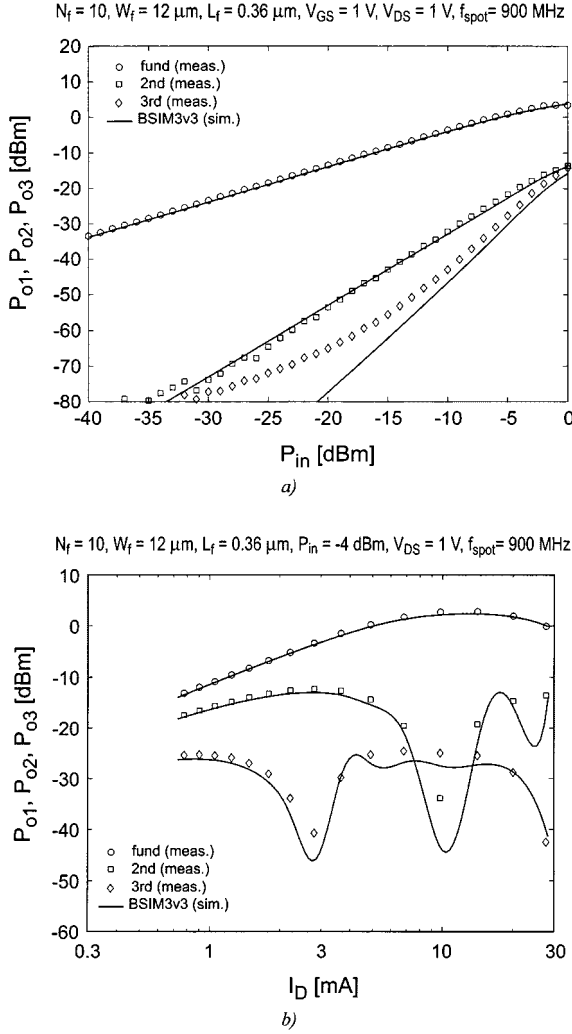 N_f = 10, W_f = 12 μm, L_f = 0.36 μm, V_GS = 1 V, V_DS = 1 V, f_spot = 900 MHz
20
10
0
-10
-20
-30
-40
-50
-60
-70
-80
P_o1, P_o2, P_o3 [dBm]
fund (meas.)
2nd (meas.)
3rd (meas.)
BSIM3v3 (sim.)
-40 -35 -30 -25 -20 -15 -10 -5 0
P_in [dBm]
a)
N_f = 10, W_f = 12 μm, L_f = 0.36 μm, P_in = -4 dBm, V_DS = 1 V, f_spot= 900 MHz
10
0
-10
-20
-30
-40
-50
-60
P_o1, P_o2, P_o3 [dBm]
fund (meas.)
2nd (meas.)
3rd (meas.)
BSIM3v3 (sim.)
0.3 1 3 10 30
I_D [mA]
b)